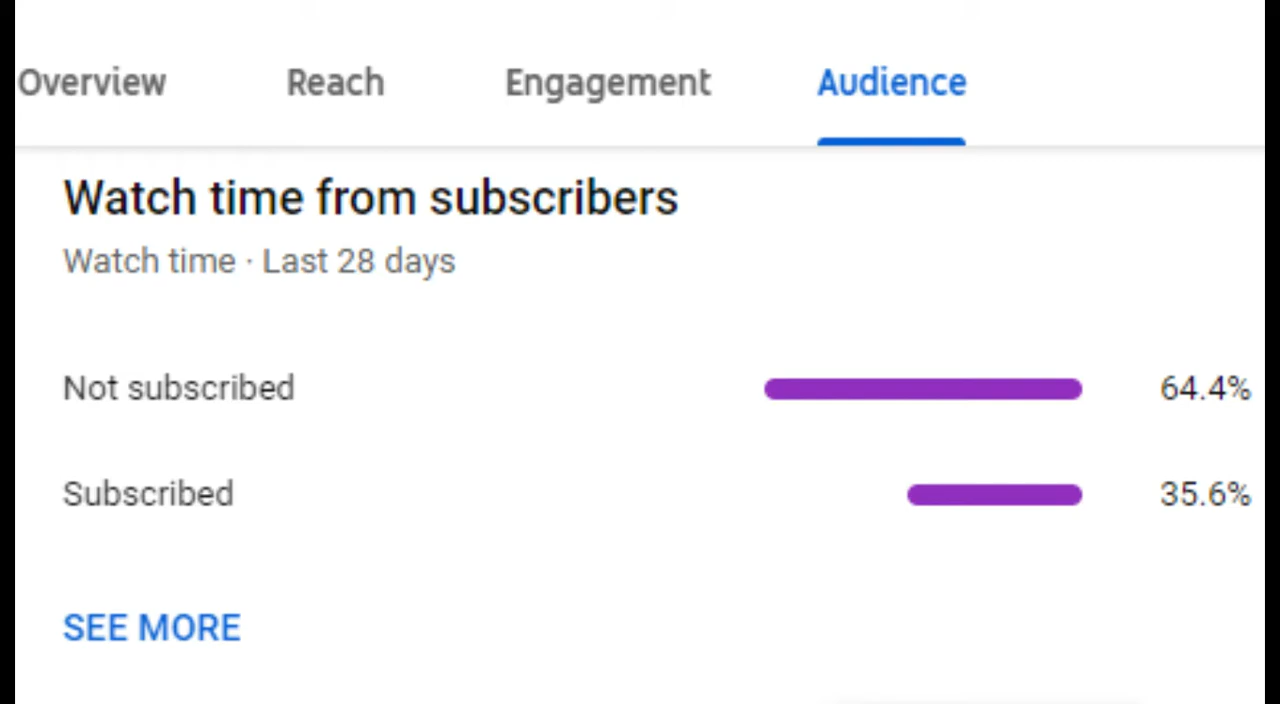 Overview Reach Engagement Audience
Watch time from subscribers
Watch time · Last 28 days
Not subscribed 64.4%
Subscribed 35.6%
SEE MORE